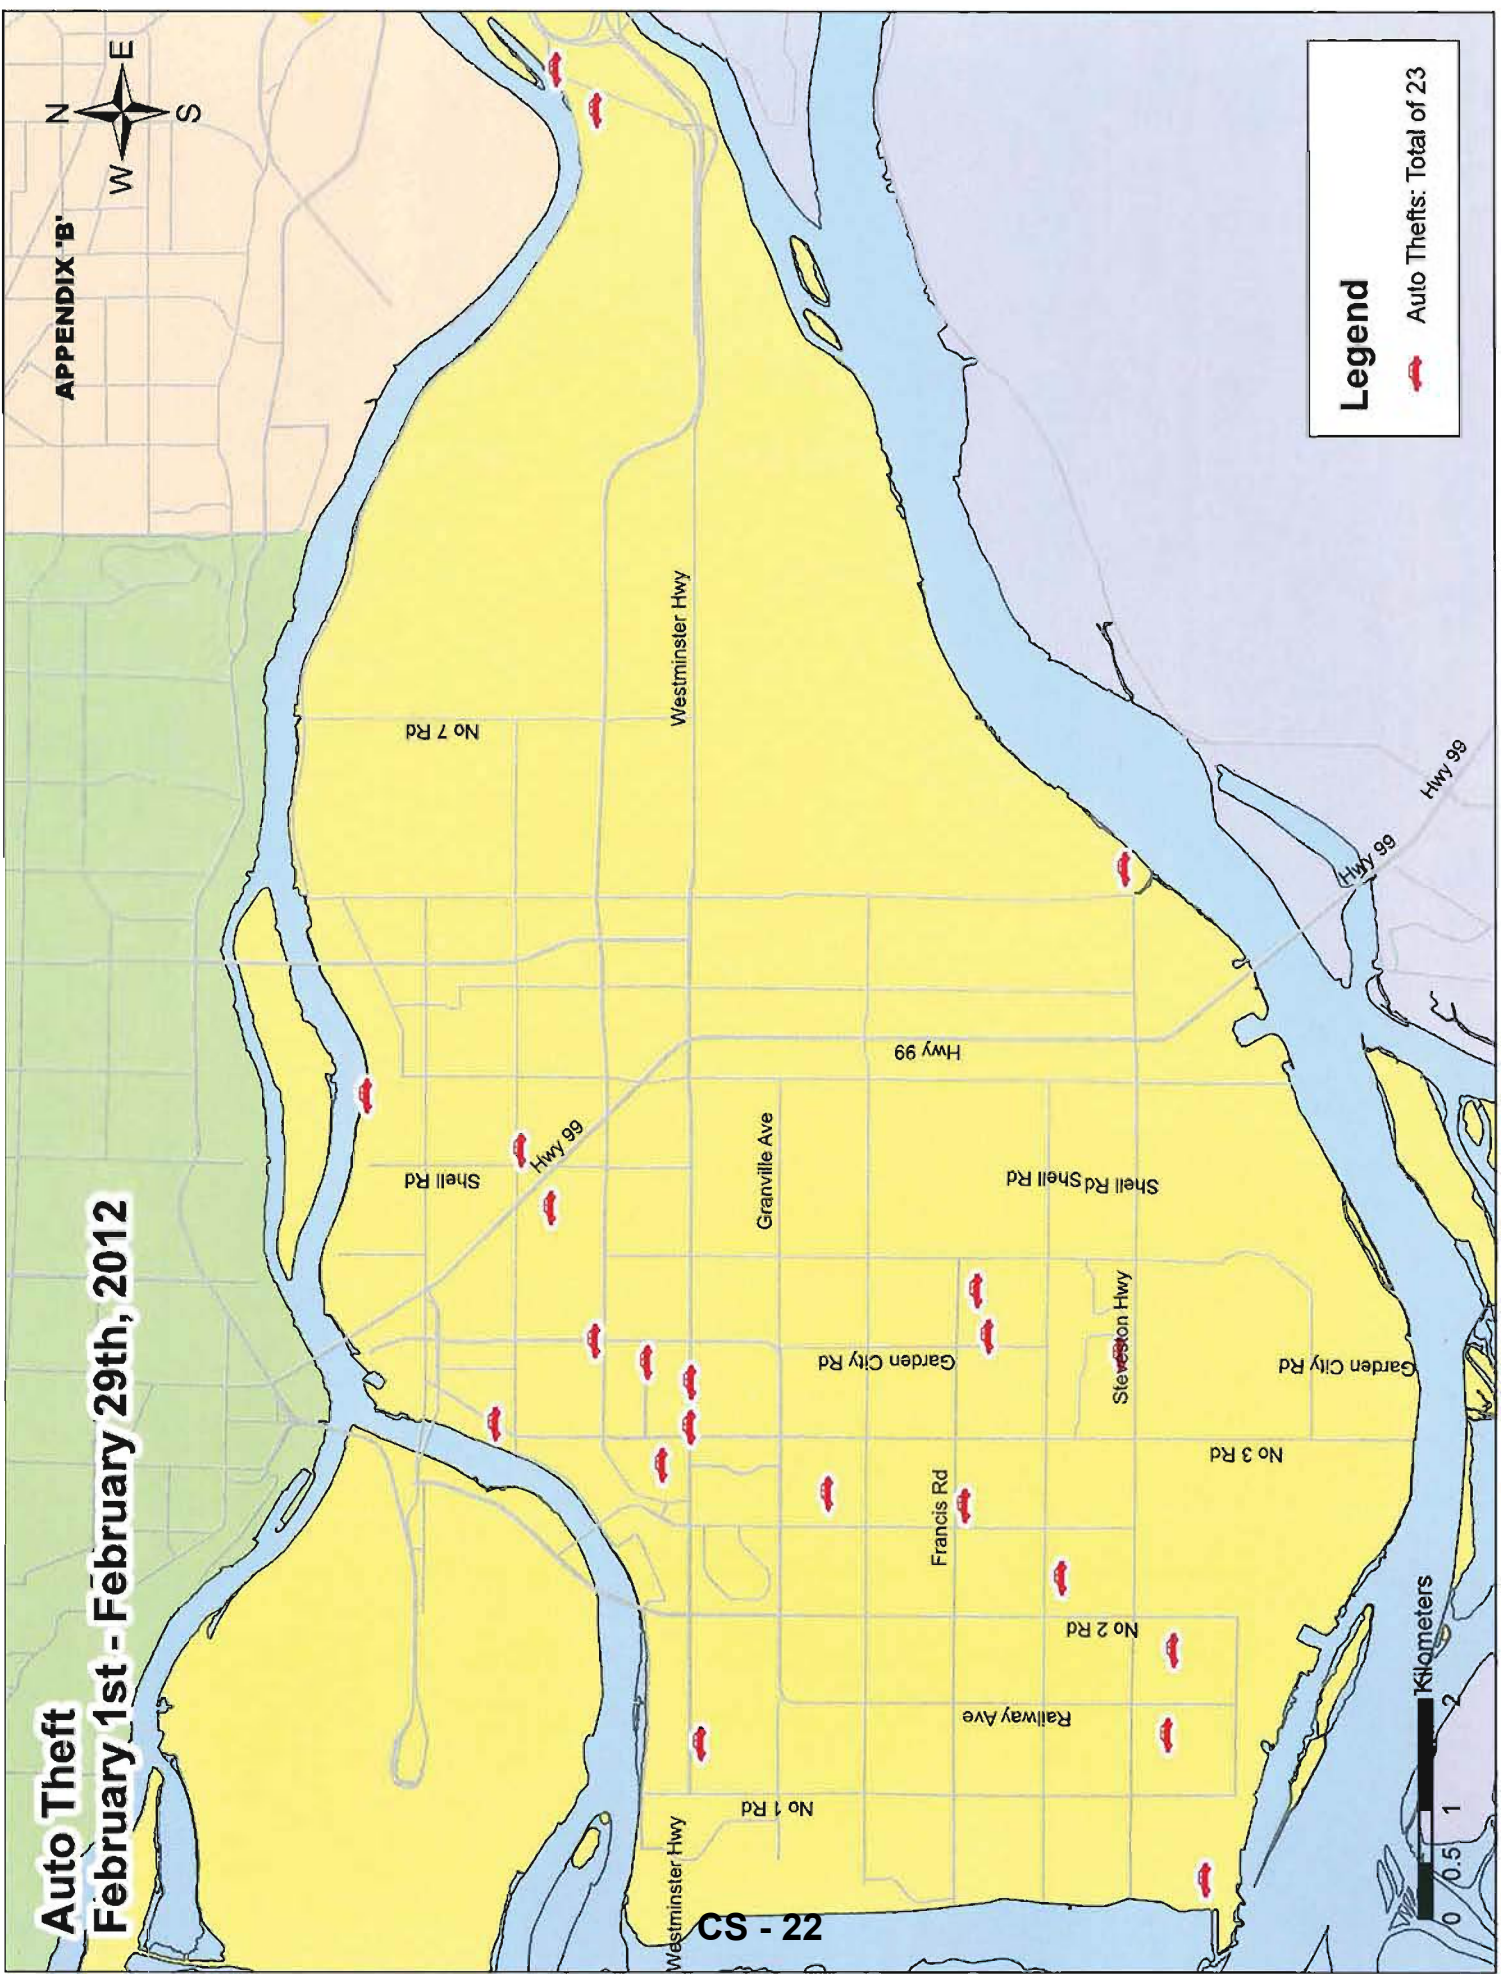 Auto Theft
February 1st - February 29th, 2012
APPENDIX 'B'
N
W
E
S
No 7 Rd
Westminster Hwy
Hwy 99
Hwy 99
Hwy 99
Hwy 99
Shell Rd
Granville Ave
Shell Rd
Shell Rd
Garden City Rd
Steveston Hwy
Garden City Rd
No 3 Rd
Francis Rd
No 2 Rd
Railway Ave
No 1 Rd
Westminster Hwy
Kilometers
0 0.5 1 2
Legend
Auto Thefts: Total of 23
CS - 22